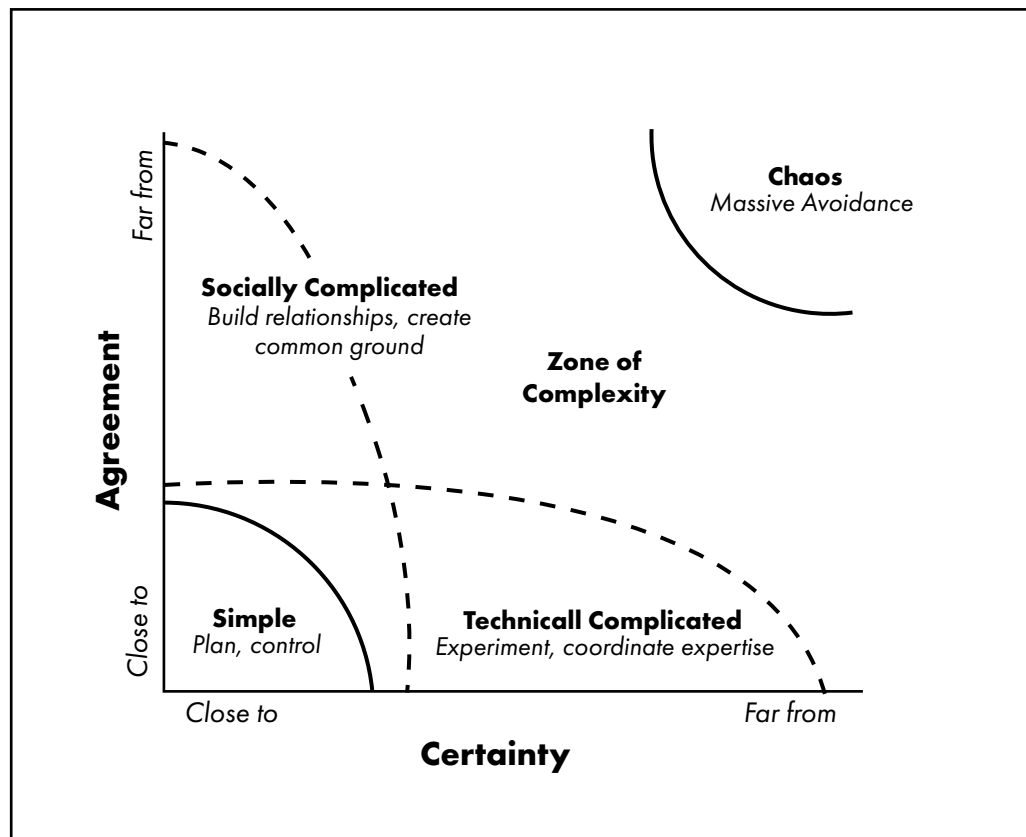 Far from
Chaos
Massive Avoidance
Socially Complicated
Build relationships, create
common ground
Zone of
Complexity
Agreement
Close to
Simple
Plan, control
Technicall Complicated
Experiment, coordinate expertise
Close to
Far from
Certainty